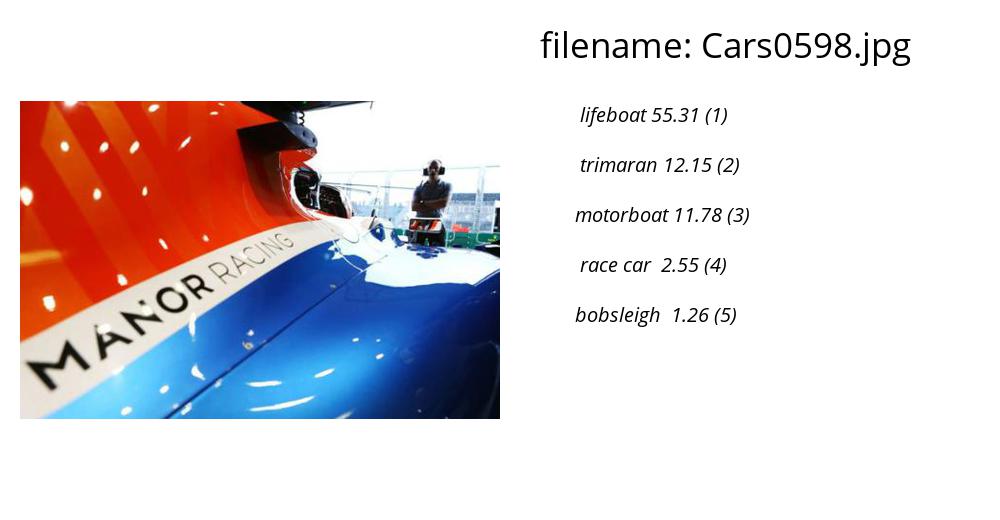 filename: Cars0598.jpg
lifeboat 55.31 (1)
trimaran 12.15 (2)
motorboat 11.78 (3)
race car 2.55 (4)
bobsleigh 1.26 (5)
MANOR RACING